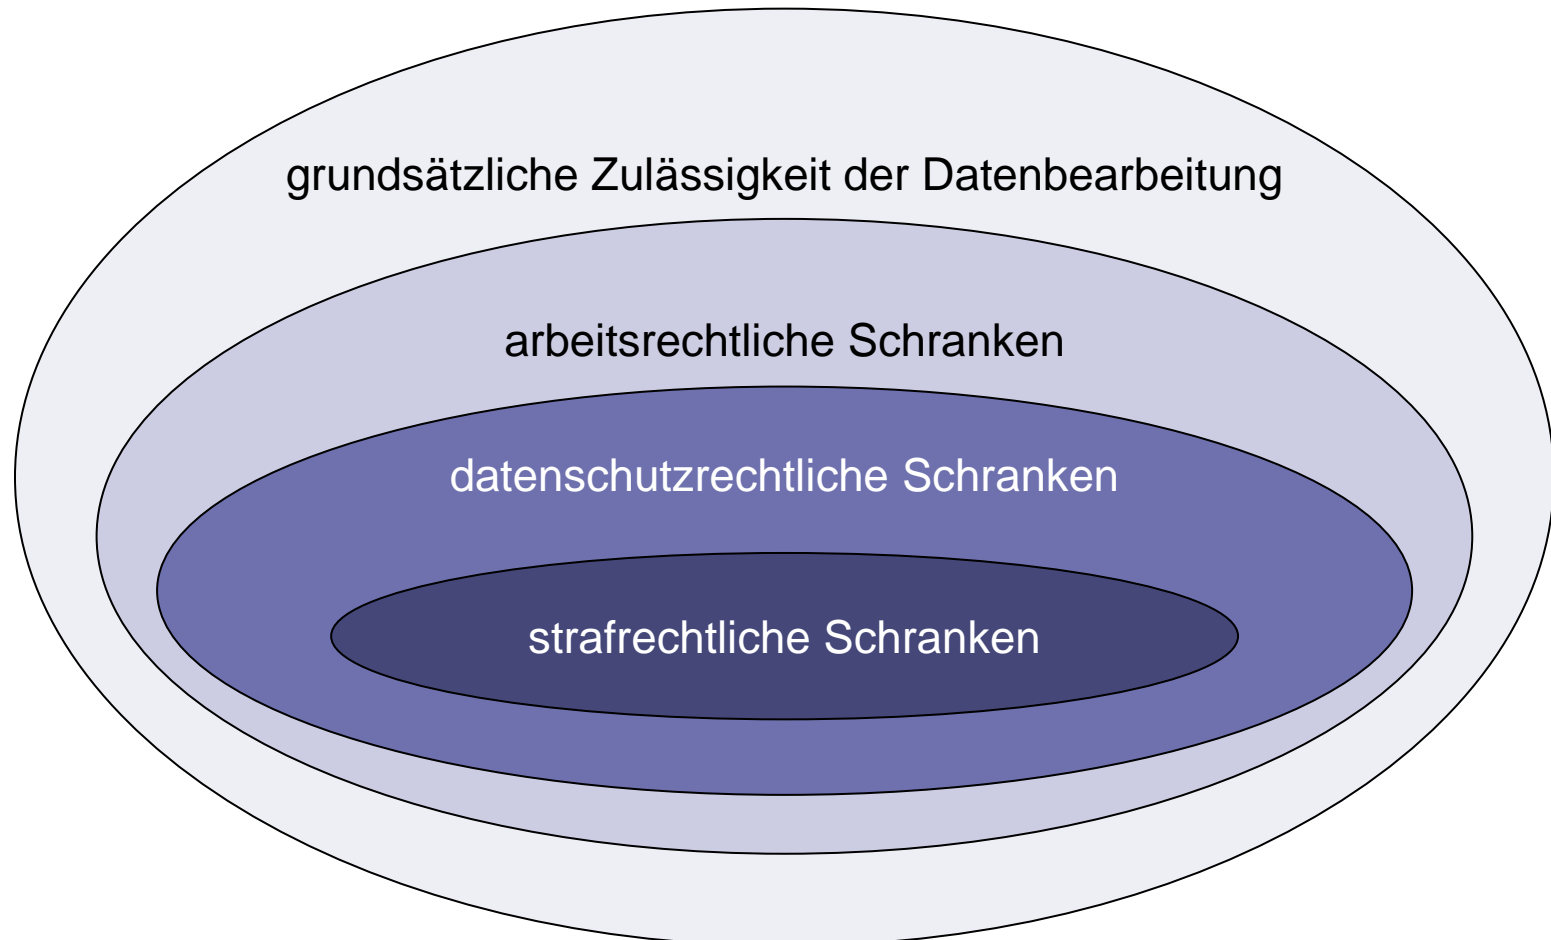 grundsätzliche Zulässigkeit der Datenbearbeitung
arbeitsrechtliche Schranken
datenschutzrechtliche Schranken
strafrechtliche Schranken